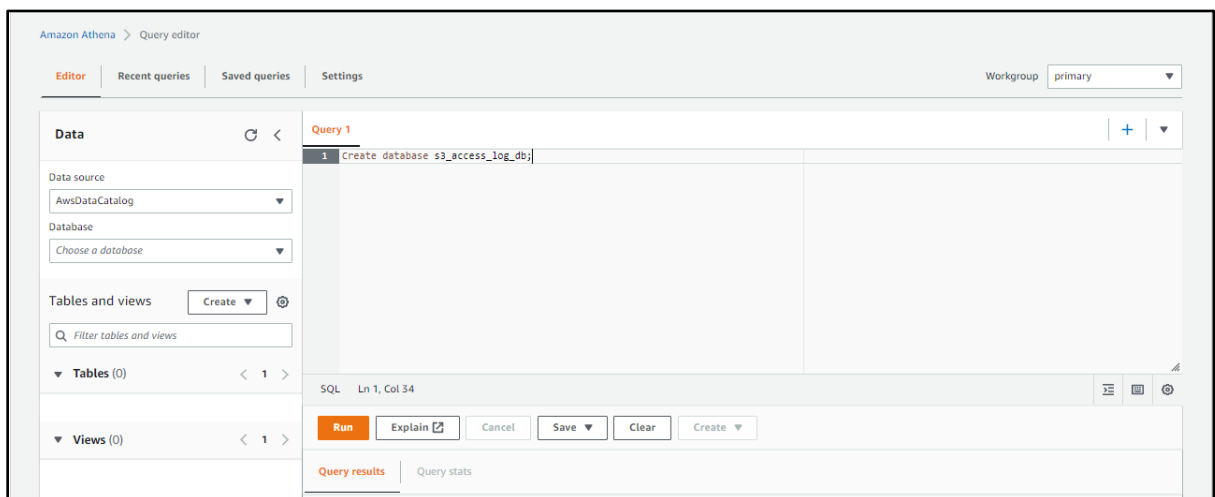 Amazon Athena > Query editor
Editor Recent queries Saved queries Settings Workgroup primary
Data
Data source
AwsDataCatalog
Database
Choose a database
Tables and views Create
Filter tables and views
Tables (0) < 1 >
Views (0) < 1 >
Query 1 +
1 Create database s3_access_log_db;
SQL Ln 1, Col 34
Run Explain Cancel Save Clear Create
Query results Query stats